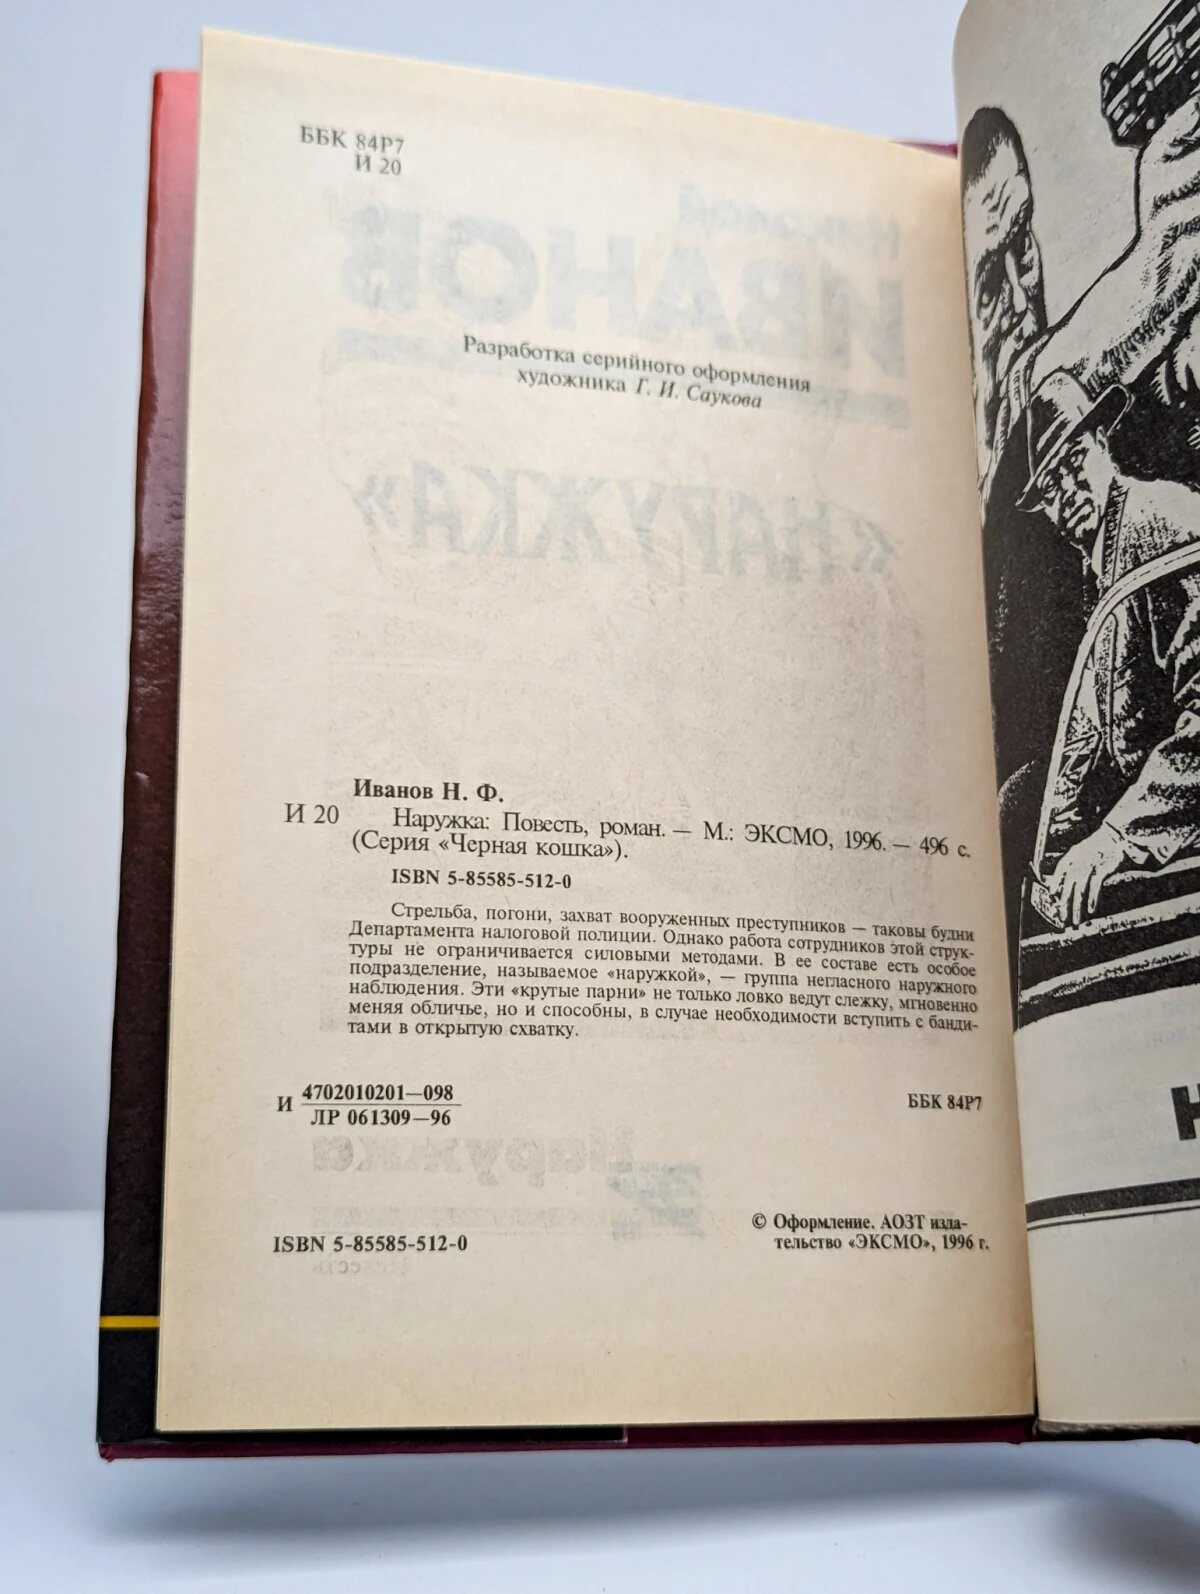 ББК 84Р7
И 20
Разработка серийного оформления
художника Г. И. Саукова
Иванов Н. Ф.
И 20 Наружка: Повесть, роман. — М.: ЭКСМО, 1996. — 496 с.
(Серия «Черная кошка»).
ISBN 5-85585-512-0
Стрельба, погони, захват вооруженных преступников — таковы будни
Департамента налоговой полиции. Однако работа сотрудников этой струк-
туры не ограничивается силовыми методами. В ее составе есть особое
подразделение, называемое «наружкой», — группа негласного наружного
наблюдения. Эти «крутые парни» не только ловко ведут слежку, мгновенно
меняя обличье, но и способны, в случае необходимости вступить с банди-
тами в открытую схватку.
И 4702010201—098
ЛР 061309—96
ББК 84Р7
© Оформление. АОЗТ изда-
тельство «ЭКСМО», 1996 г.
ISBN 5-85585-512-0